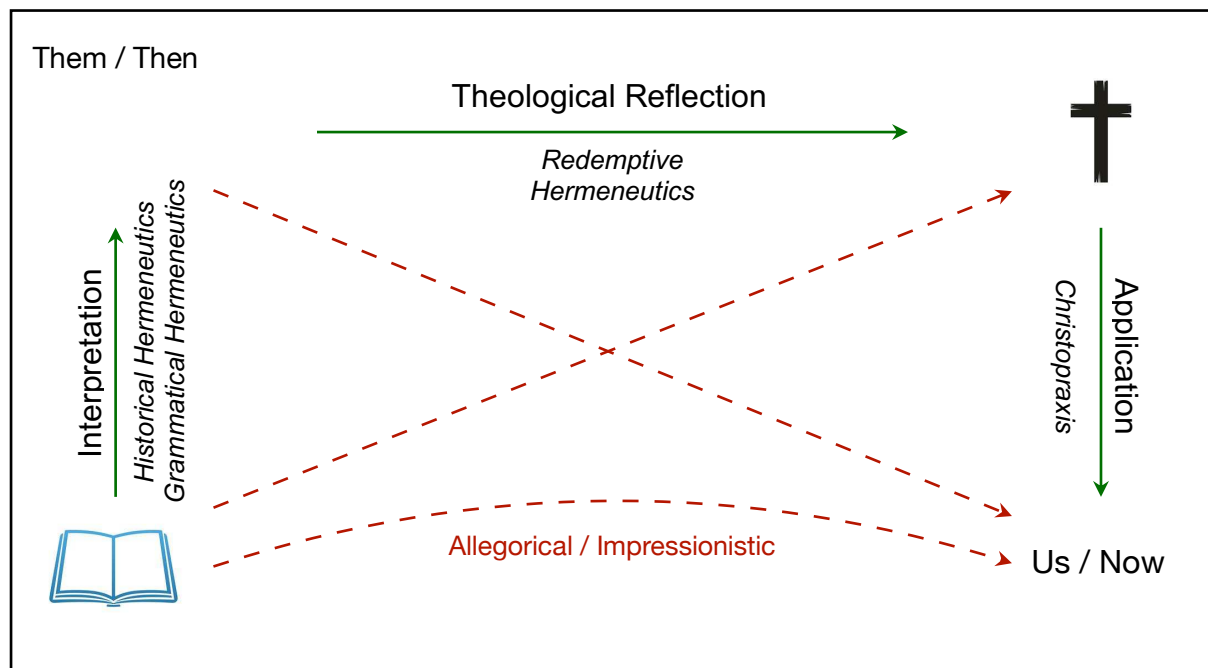 Them / Then
Theological Reflection
Redemptive
Hermeneutics
Interpretation
Historical Hermeneutics
Grammatical Hermeneutics
Application
Christopraxis
Allegorical / Impressionistic
Us / Now